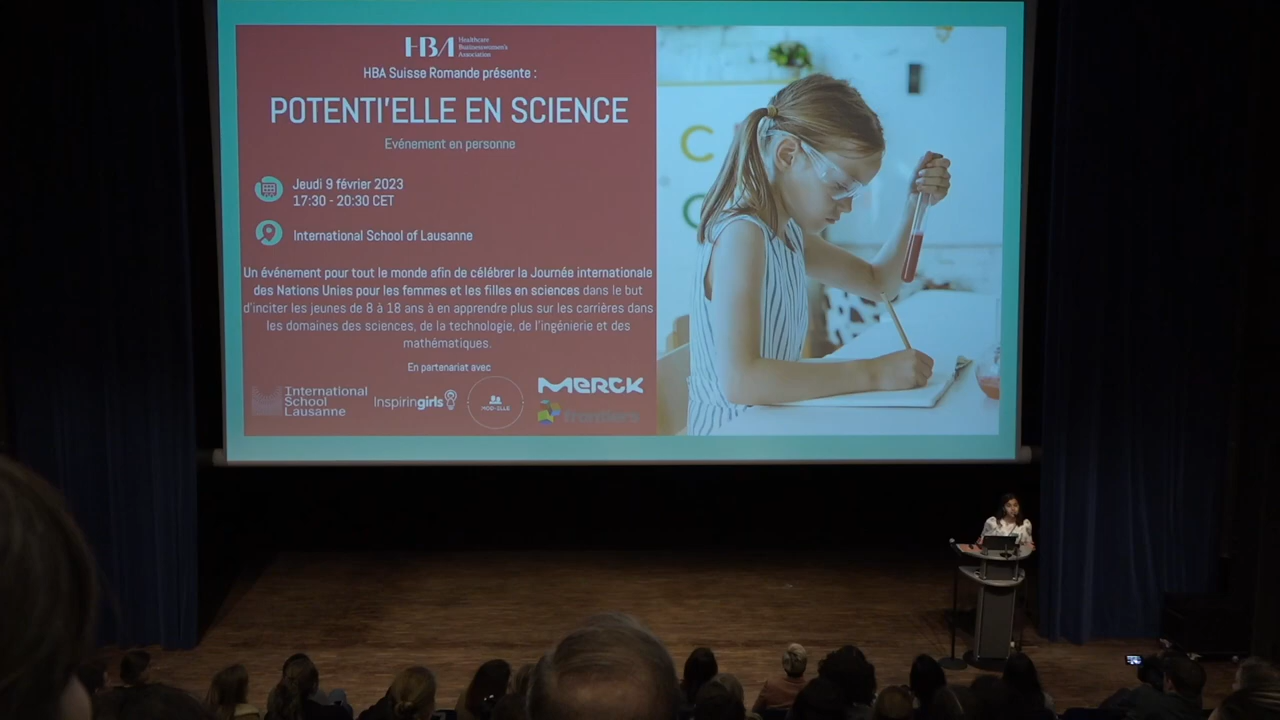 HBA
Healthcare
Businesswomen's
Association
HBA Suisse Romande présente :
POTENTI'ELLE EN SCIENCE
Evénement en personne
Jeudi 9 février 2023
17:30 - 20:30 CET
International School of Lausanne
Un événement pour tout le monde afin de célébrer la Journée internationale
des Nations Unies pour les femmes et les filles en sciences dans le but
d'inciter les jeunes de 8 à 18 ans à en apprendre plus sur les carrières dans
les domaines des sciences, de la technologie, de l'ingénierie et des
mathématiques.
En partenariat avec
International
School
Lausanne
Inspiringgirls
MOD-ELLE
MERCK
frontiers
C